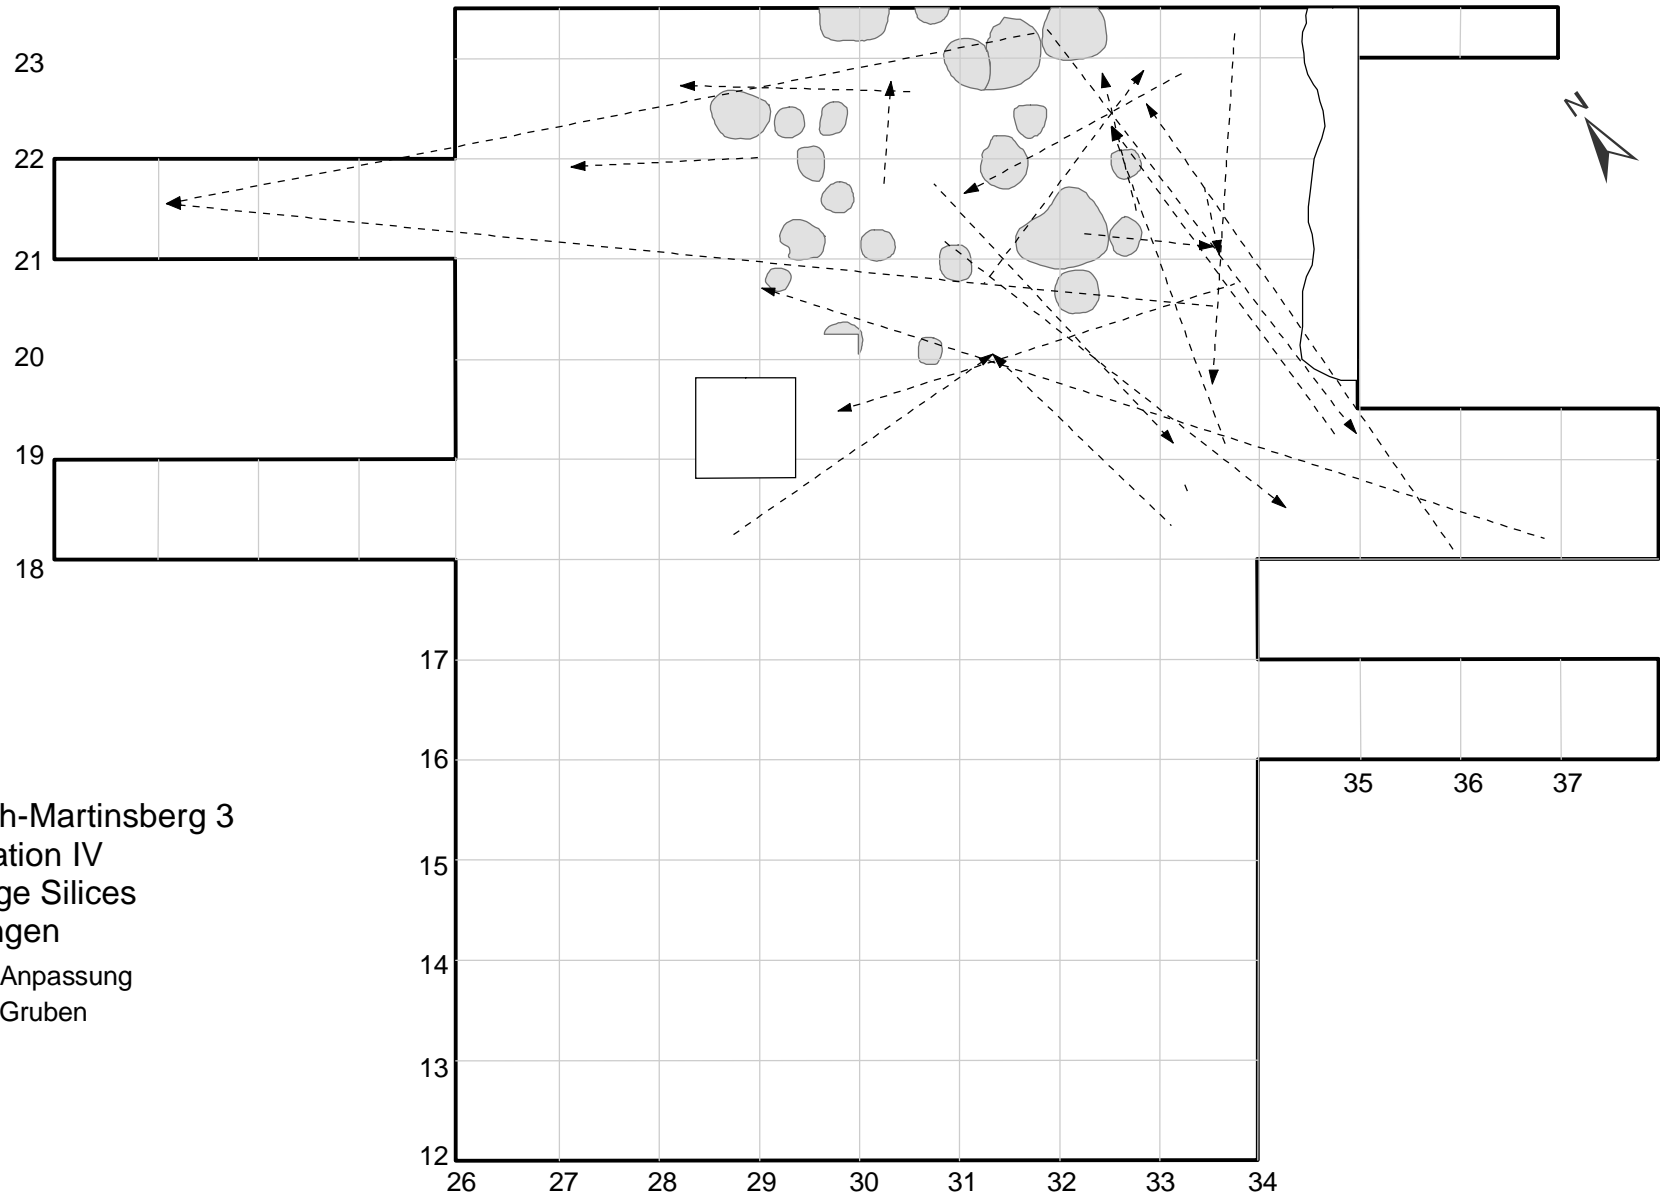 23
N
22
21
20
19
18
17
16
35 36 37
h-Martinsberg 3
15
ation IV
ge Silices
ngen
14
Anpassung
Gruben
13
12
26 27 28 29 30 31 32 33 34